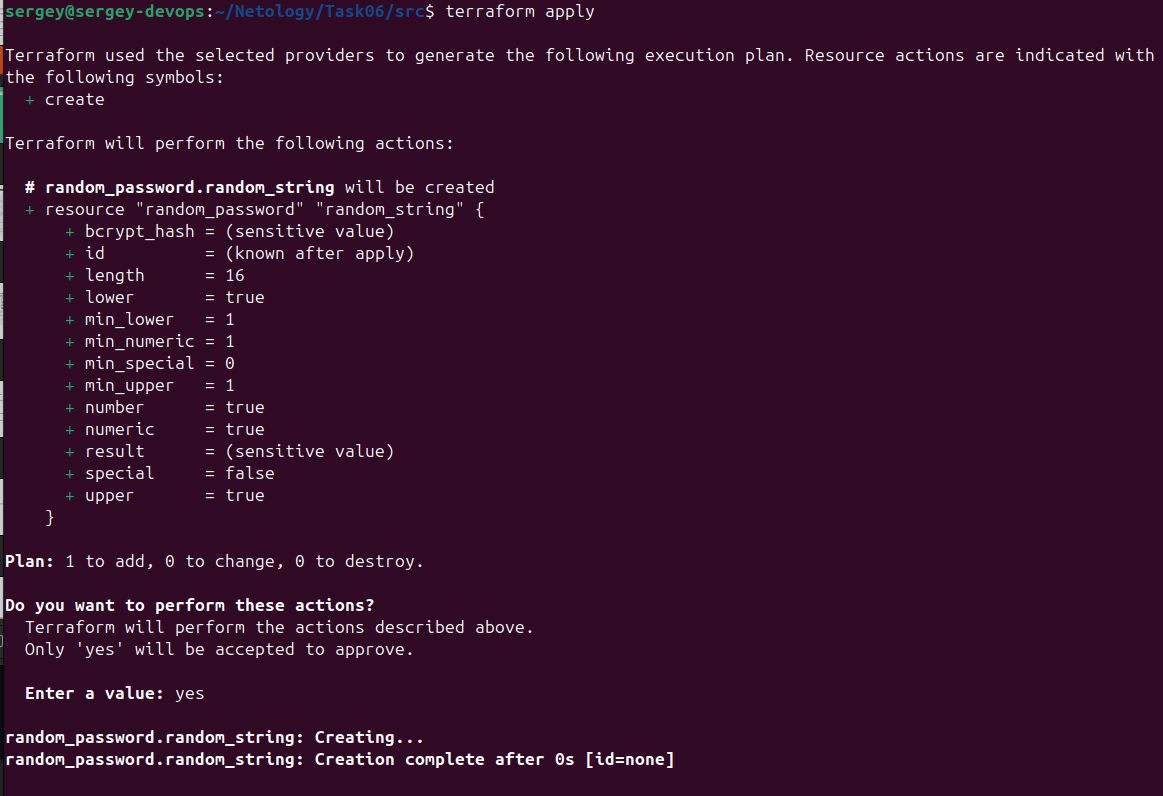 sergey@sergey-devops:~/Netology/Task06/src$ terraform apply
Terraform used the selected providers to generate the following execution plan. Resource actions are indicated with
the following symbols:
  + create
Terraform will perform the following actions:
  # random_password.random_string will be created
  + resource "random_password" "random_string" {
      + bcrypt_hash = (sensitive value)
      + id          = (known after apply)
      + length      = 16
      + lower       = true
      + min_lower   = 1
      + min_numeric = 1
      + min_special = 0
      + min_upper   = 1
      + number      = true
      + numeric     = true
      + result      = (sensitive value)
      + special     = false
      + upper       = true
    }
Plan: 1 to add, 0 to change, 0 to destroy.
Do you want to perform these actions?
  Terraform will perform the actions described above.
  Only 'yes' will be accepted to approve.
  Enter a value: yes
random_password.random_string: Creating...
random_password.random_string: Creation complete after 0s [id=none]